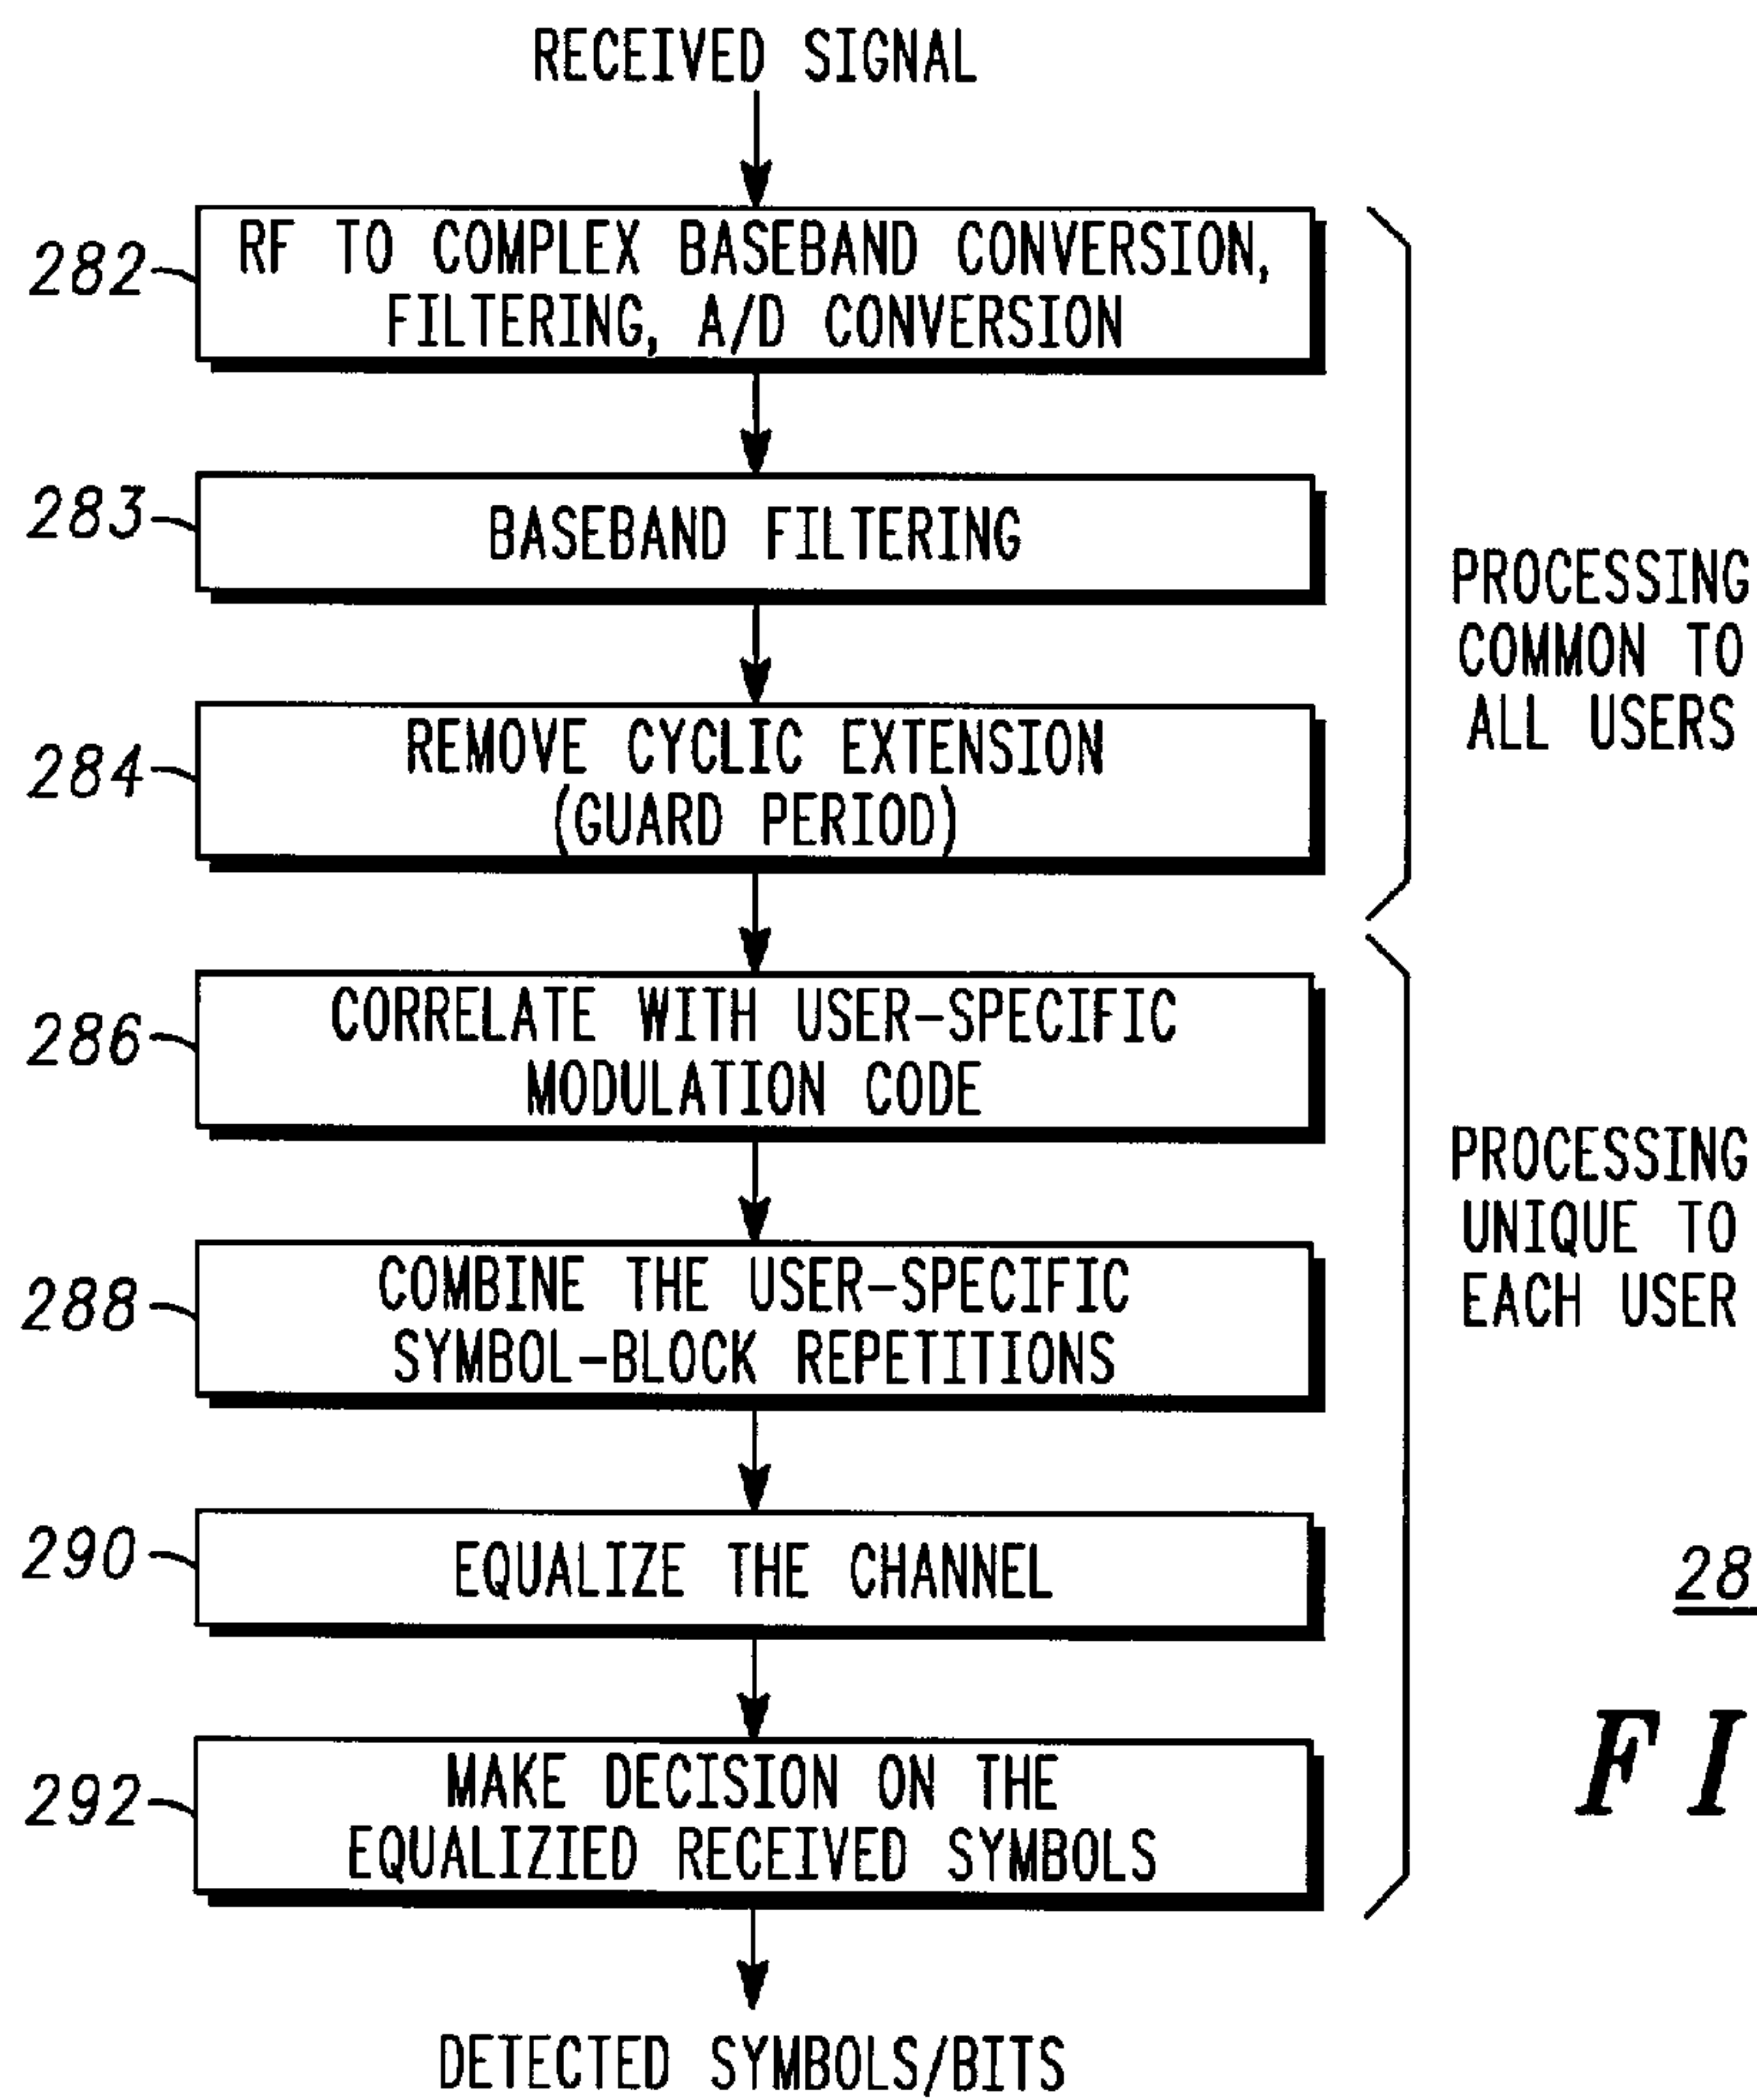 RECEIVED SIGNAL
282
RF TO COMPLEX BASEBAND CONVERSION,
FILTERING, A/D CONVERSION
283
BASEBAND FILTERING
284
REMOVE CYCLIC EXTENSION
(GUARD PERIOD)
PROCESSING
COMMON TO
ALL USERS
286
CORRELATE WITH USER-SPECIFIC
MODULATION CODE
288
COMBINE THE USER-SPECIFIC
SYMBOL-BLOCK REPETITIONS
PROCESSING
UNIQUE TO
EACH USER
290
EQUALIZE THE CHANNEL
28
292
MAKE DECISION ON THE
EQUALIZIED RECEIVED SYMBOLS
FI
DETECTED SYMBOLS/BITS